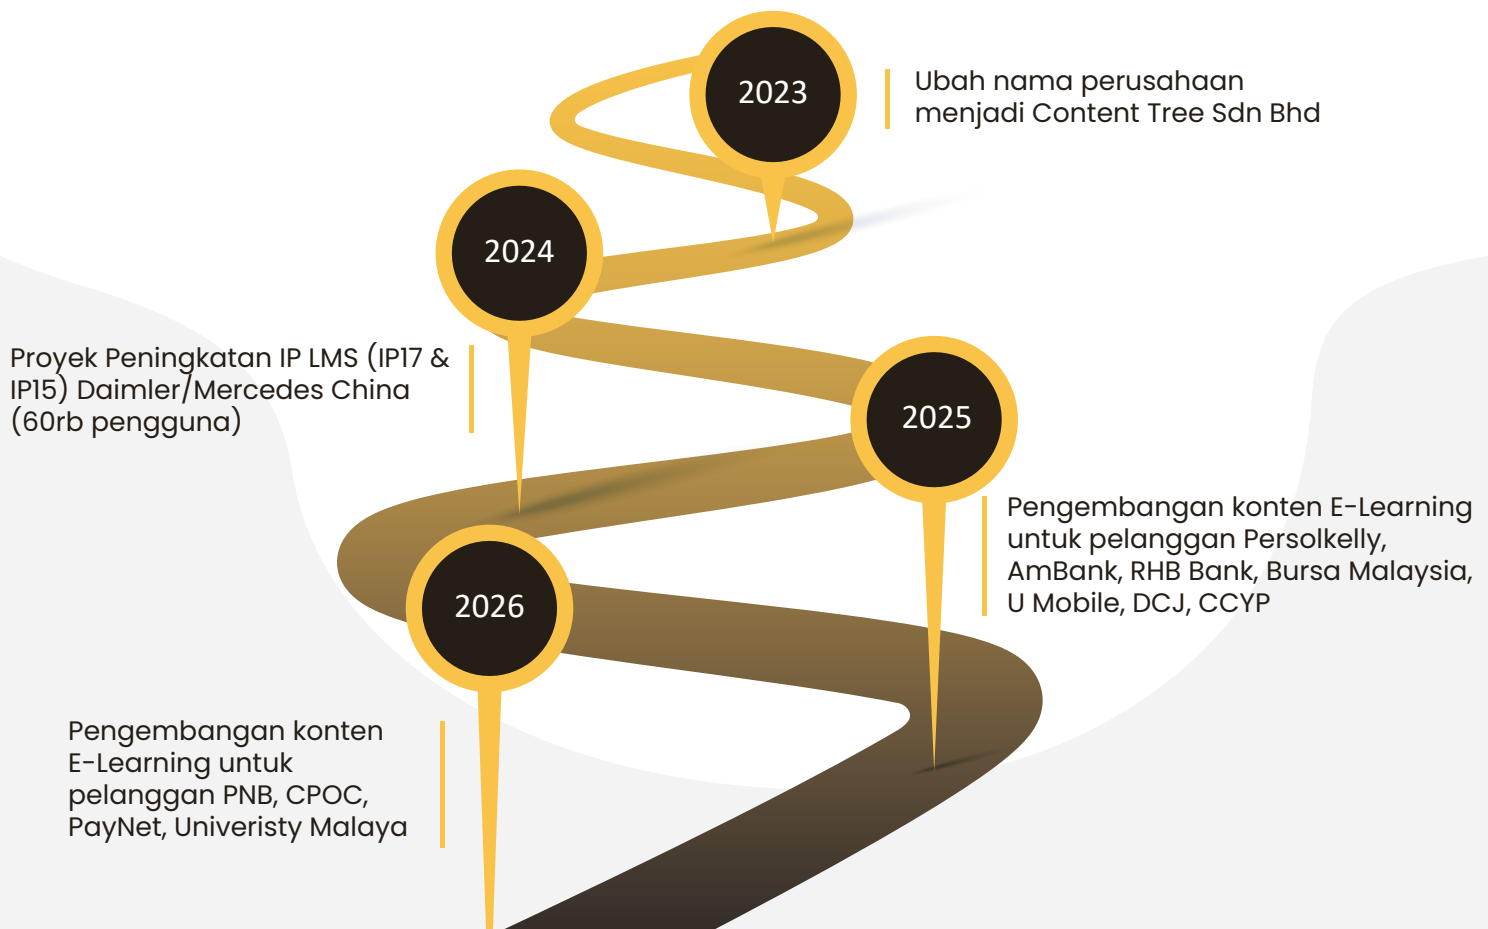 2023
Ubah nama perusahaan
menjadi Content Tree Sdn Bhd
2024
Proyek Peningkatan IP LMS (IP17 &
IP15) Daimler/Mercedes China
(60rb pengguna)
2025
Pengembangan konten E-Learning
untuk pelanggan Persolkelly,
AmBank, RHB Bank, Bursa Malaysia,
U Mobile, DCJ, CCYP
2026
Pengembangan konten
E-Learning untuk
pelanggan PNB, CPOC,
PayNet, Univeristy Malaya